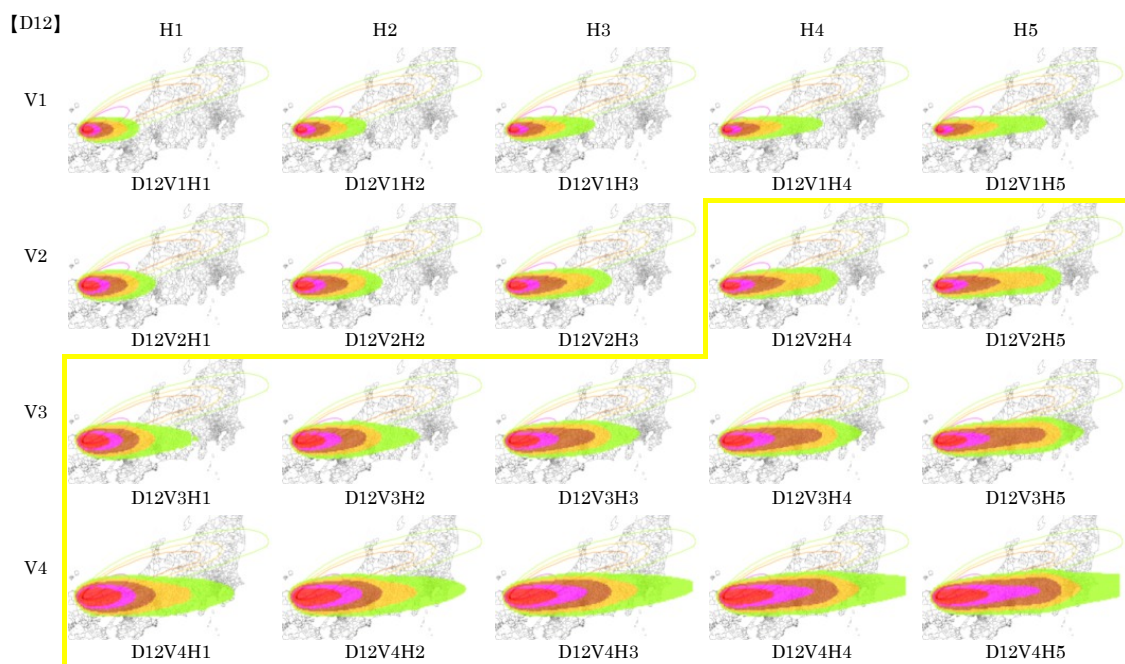 【D12】
H1 H2 H3 H4 H5
V1
D12V1H1 D12V1H2 D12V1H3 D12V1H4 D12V1H5
V2
D12V2H1 D12V2H2 D12V2H3 D12V2H4 D12V2H5
V3
D12V3H1 D12V3H2 D12V3H3 D12V3H4 D12V3H5
V4
D12V4H1 D12V4H2 D12V4H3 D12V4H4 D12V4H5